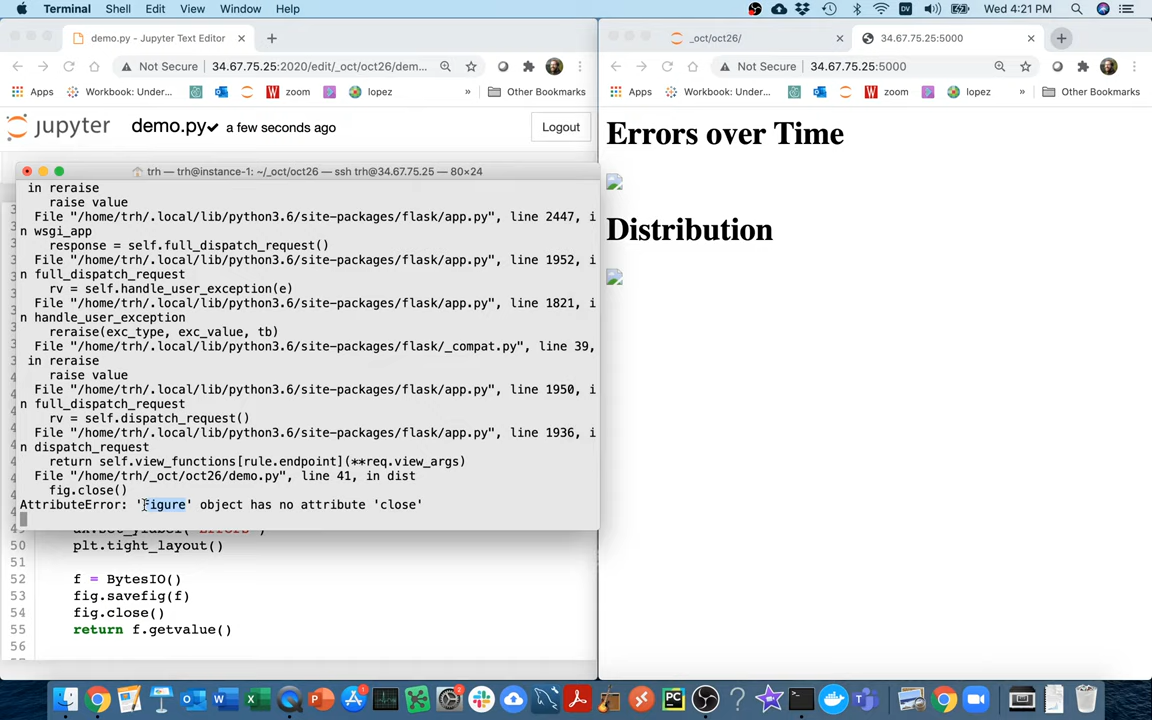 Terminal Shell Edit View Window Help
Wed 4:21 PM
demo.py - Jupyter Text Editor
_oct/oct26/
34.67.75.25:5000
Not Secure 34.67.75.25:2020/edit/_oct/oct26/dem...
Not Secure 34.67.75.25:5000
Apps Workbook: Under... W zoom lopez » Other Bookmarks
Apps Workbook: Under... W zoom lopez » Other Bookmarks
jupyter demo.py✔ a few seconds ago Logout
trh — trh@instance-1: ~/_oct/oct26 — ssh trh@34.67.75.25 — 80×24
in reraise
raise value
File "/home/trh/.local/lib/python3.6/site-packages/flask/app.py", line 2447, i
n wsgi_app
response = self.full_dispatch_request()
File "/home/trh/.local/lib/python3.6/site-packages/flask/app.py", line 1952, i
n full_dispatch_request
rv = self.handle_user_exception(e)
File "/home/trh/.local/lib/python3.6/site-packages/flask/app.py", line 1821, i
n handle_user_exception
reraise(exc_type, exc_value, tb)
File "/home/trh/.local/lib/python3.6/site-packages/flask/_compat.py", line 39,
in reraise
raise value
File "/home/trh/.local/lib/python3.6/site-packages/flask/app.py", line 1950, i
n full_dispatch_request
rv = self.dispatch_request()
File "/home/trh/.local/lib/python3.6/site-packages/flask/app.py", line 1936, i
n dispatch_request
return self.view_functions[rule.endpoint](**req.view_args)
File "/home/trh/_oct/oct26/demo.py", line 41, in dist
fig.close()
AttributeError: 'Figure' object has no attribute 'close'
50 plt.tight_layout()
51
52 f = BytesIO()
53 fig.savefig(f)
54 fig.close()
55 return f.getvalue()
56
Errors over Time
Distribution